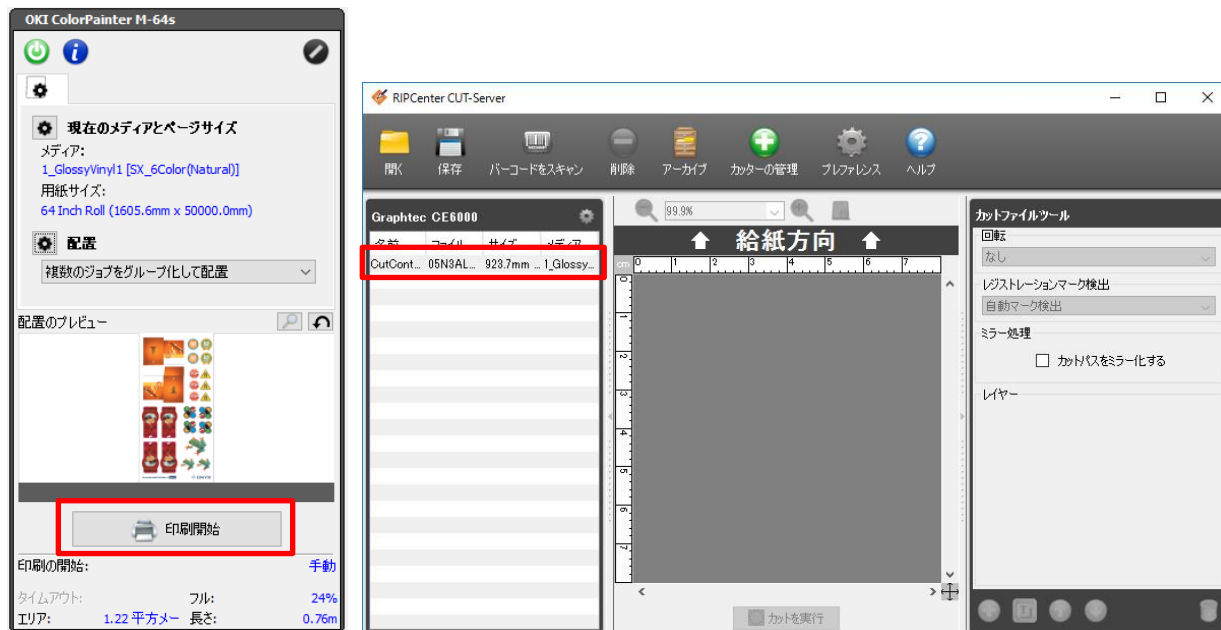 OKI ColorPainter M-64s
現在のメディアとページサイズ
メディア:
1_GlossyVinyl1 [SX_6Color(Natural)]
用紙サイズ:
64 Inch Roll (1605.6mm x 50000.0mm)
配置
複数のジョブをグループ化して配置
配置のプレビュー
印刷開始
印刷の開始: 手動
タイムアウト: フル: 24%
エリア: 1.22 平方メー 長さ: 0.76m
RIPCenter CUT-Server
開く 保存 バーコードをスキャン 削除 アーカイブ カッターの管理 プレファレンス ヘルプ
Graphtec CE6000
名前 ファイル サイズ メディア
CutCont... 05N3AL... 923.7mm ... 1_Glossy...
99.9%
給紙方向
cm 0 1 2 3 4 5 6 7
0
1
2
3
4
5
6
7
カットを実行
カットファイルツール
回転
なし
レジストレーションマーク検出
自動マーク検出
ミラー処理
カットパスをミラー化する
レイヤー